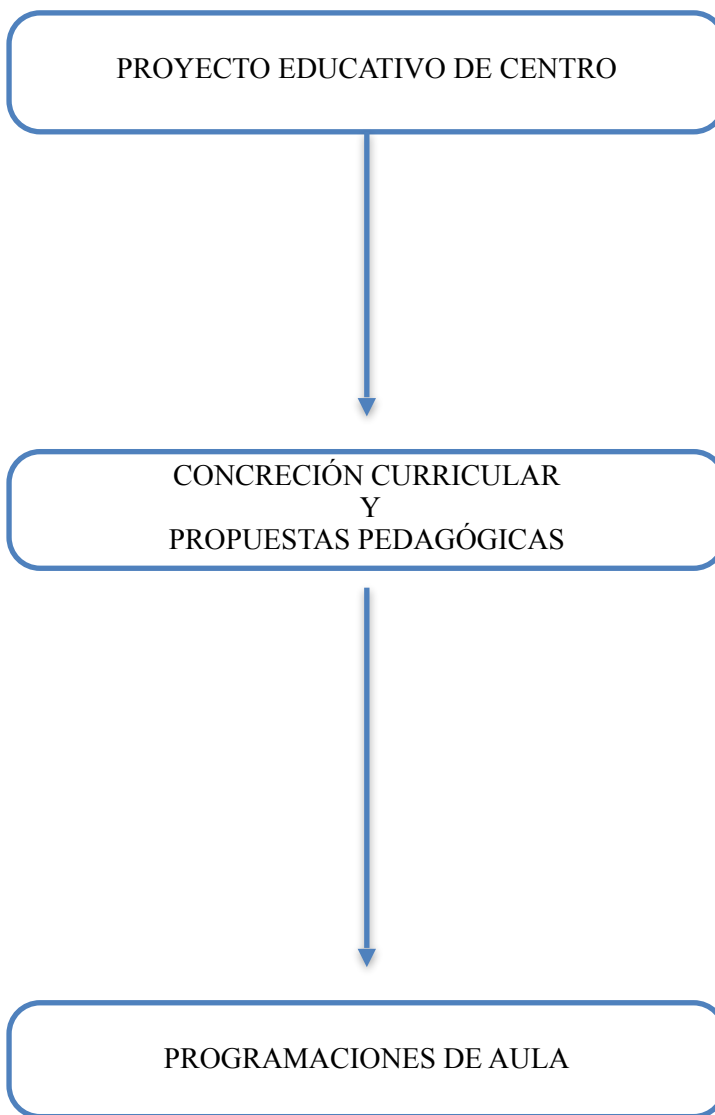 PROYECTO EDUCATIVO DE CENTRO
CONCRECIÓN CURRICULAR
Y
PROPUESTAS PEDAGÓGICAS
PROGRAMACIONES DE AULA